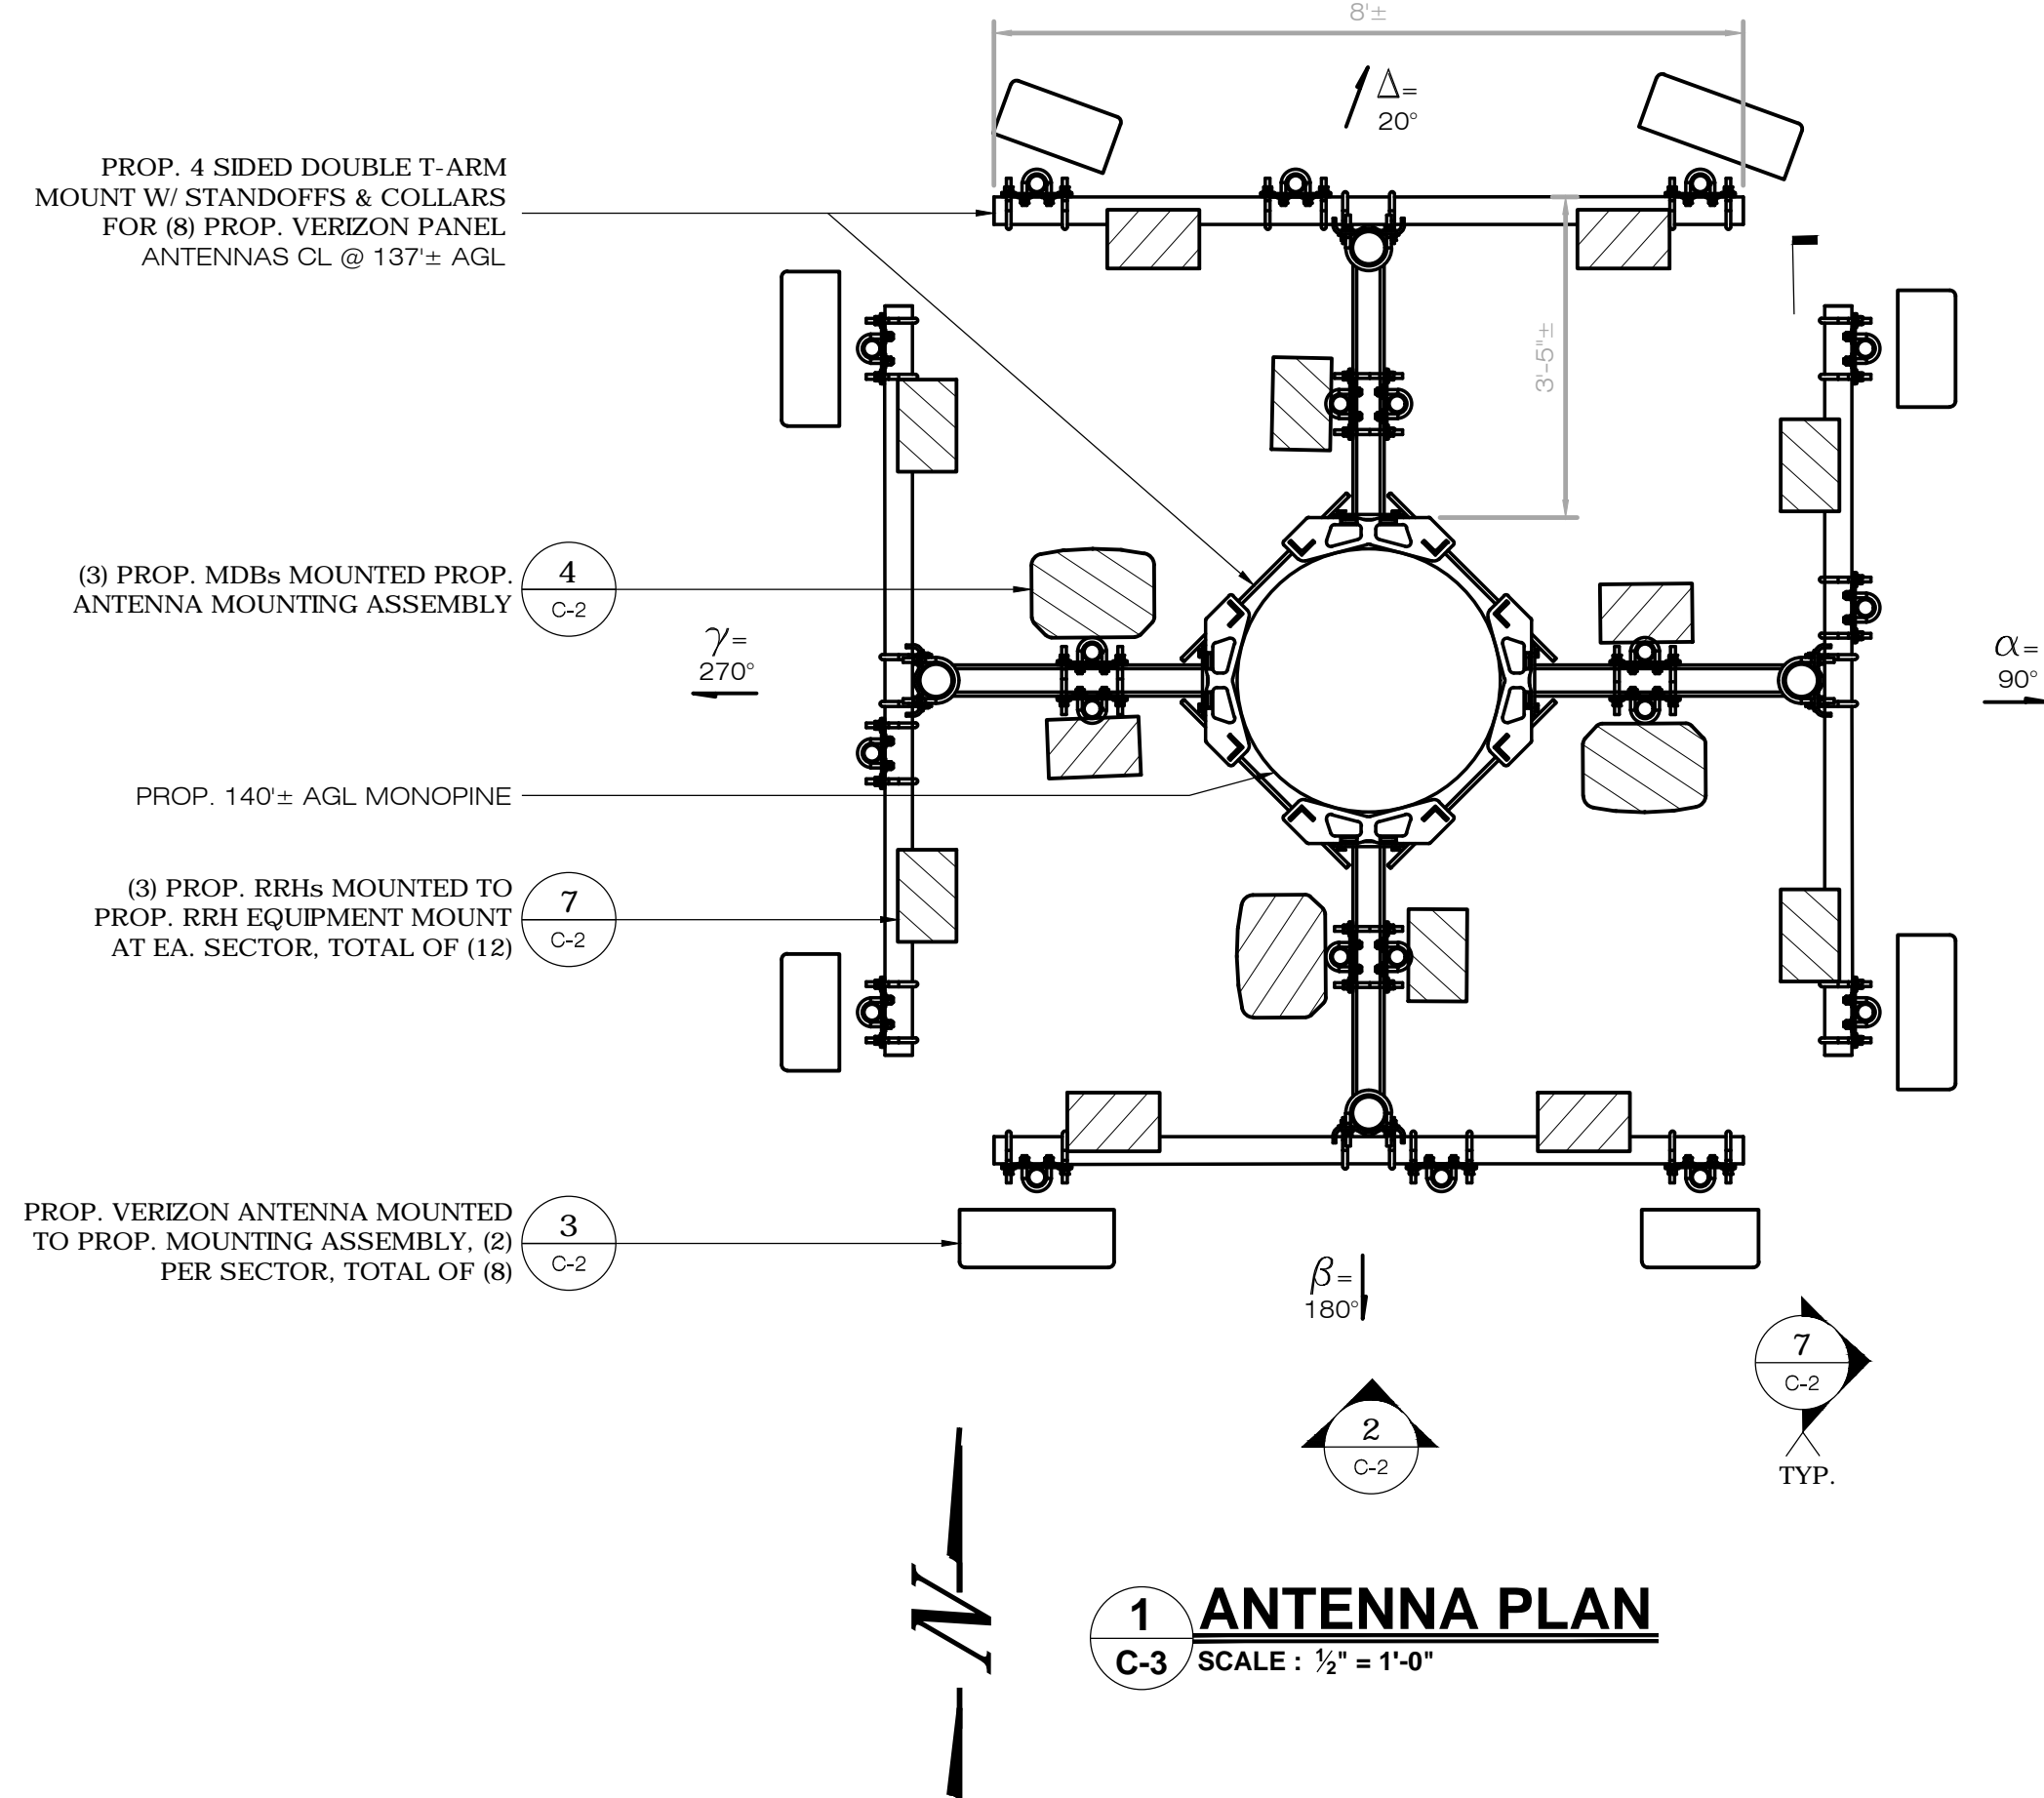 8'±
Δ=
20°
PROP. 4 SIDED DOUBLE T-ARM
MOUNT W/ STANDOFFS & COLLARS
FOR (8) PROP. VERIZON PANEL
ANTENNAS CL @ 137'± AGL
3'-5"±
(3) PROP. MDBs MOUNTED PROP.
ANTENNA MOUNTING ASSEMBLY
4
C-2
γ=
270°
α=
90°
PROP. 140'± AGL MONOPINE
(3) PROP. RRHs MOUNTED TO
PROP. RRH EQUIPMENT MOUNT
AT EA. SECTOR, TOTAL OF (12)
7
C-2
PROP. VERIZON ANTENNA MOUNTED
TO PROP. MOUNTING ASSEMBLY, (2)
PER SECTOR, TOTAL OF (8)
3
C-2
β=
180°
7
C-2
TYP.
2
C-2
N
1
C-3
ANTENNA PLAN
SCALE : ½" = 1'-0"